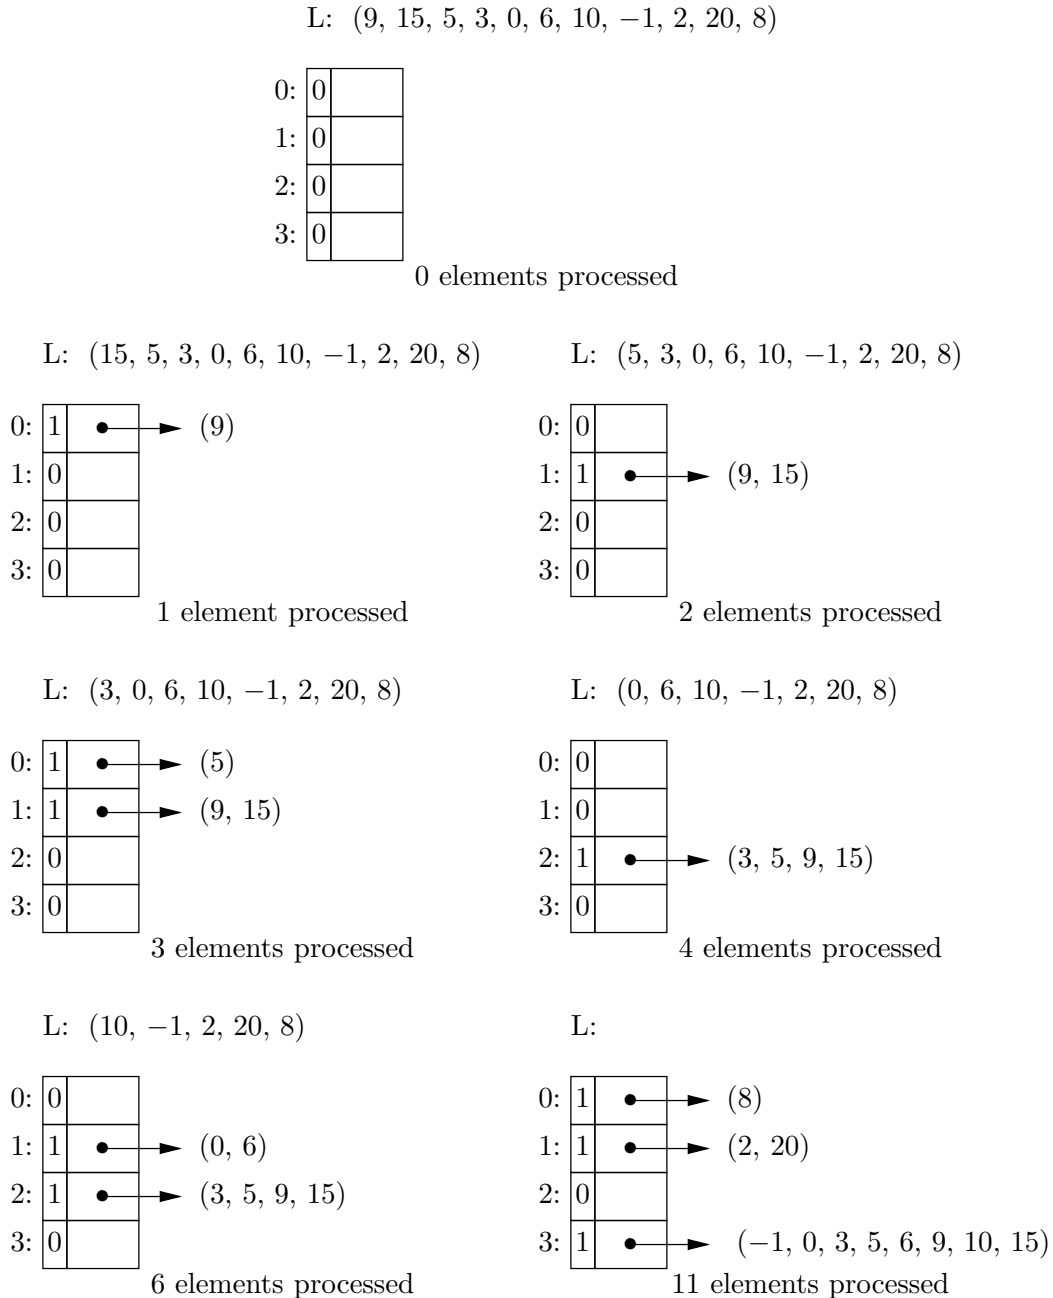 L: (9, 15, 5, 3, 0, 6, 10, −1, 2, 20, 8)
0: 0
1: 0
2: 0
3: 0
0 elements processed
L: (15, 5, 3, 0, 6, 10, −1, 2, 20, 8)
0: 1 (9)
1: 0
2: 0
3: 0
1 element processed
L: (5, 3, 0, 6, 10, −1, 2, 20, 8)
0: 0
1: 1 (9, 15)
2: 0
3: 0
2 elements processed
L: (3, 0, 6, 10, −1, 2, 20, 8)
0: 1 (5)
1: 1 (9, 15)
2: 0
3: 0
3 elements processed
L: (0, 6, 10, −1, 2, 20, 8)
0: 0
1: 0
2: 1 (3, 5, 9, 15)
3: 0
4 elements processed
L: (10, −1, 2, 20, 8)
0: 0
1: 1 (0, 6)
2: 1 (3, 5, 9, 15)
3: 0
6 elements processed
L:
0: 1 (8)
1: 1 (2, 20)
2: 0
3: 1 (−1, 0, 3, 5, 6, 9, 10, 15)
11 elements processed